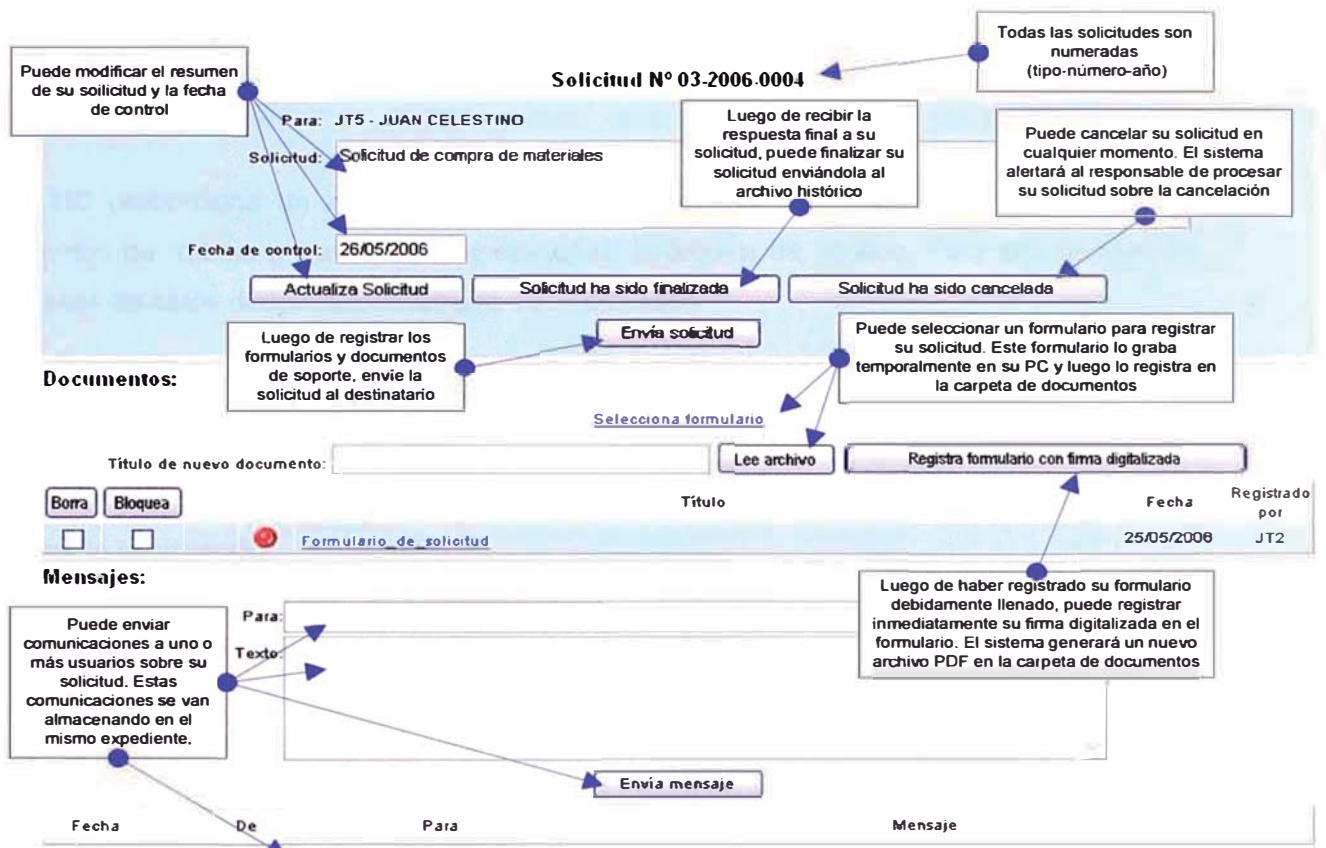 Todas las solicitudes son
numeradas
(tipo-número-año)
Puede modificar el resumen
de su soilicitud y la fecha
de control
Solicitud Nº 03-2006-0004
Para: JT5 - JUAN CELESTINO
Solicitud: Solicitud de compra de materiales
Luego de recibir la
respuesta final a su
solicitud, puede finalizar su
solicitud enviándola al
archivo histórico
Puede cancelar su solicitud en
cualquier momento. El sistema
alertará al responsable de procesar
su solicitud sobre la cancelación
Fecha de control: 26/05/2006
Actualiza Solicitud
Solicitud ha sido finalizada
Solicitud ha sido cancelada
Envía solicitud
Luego de registrar los
formularios y documentos
de soporte, envíe la
solicitud al destinatario
Puede seleccionar un formulario para registrar
su solicitud. Este formulario lo graba
temporalmente en su PC y luego lo registra en
la carpeta de documentos
Documentos:
Selecciona formulario
Título de nuevo documento:
Lee archivo
Registra formulario con firma digitalizada
Borra Bloquea Título Fecha Registrado por
Formulario_de_solicitud 25/05/2006 JT2
Mensajes:
Luego de haber registrado su formulario
debidamente llenado, puede registrar
inmediatamente su firma digitalizada en el
formulario. El sistema generará un nuevo
archivo PDF en la carpeta de documentos
Puede enviar
comunicaciones a uno o
más usuarios sobre su
solicitud. Estas
comunicaciones se van
almacenando en el
mismo expediente.
Para:
Texto:
Envía mensaje
Fecha De Para Mensaje